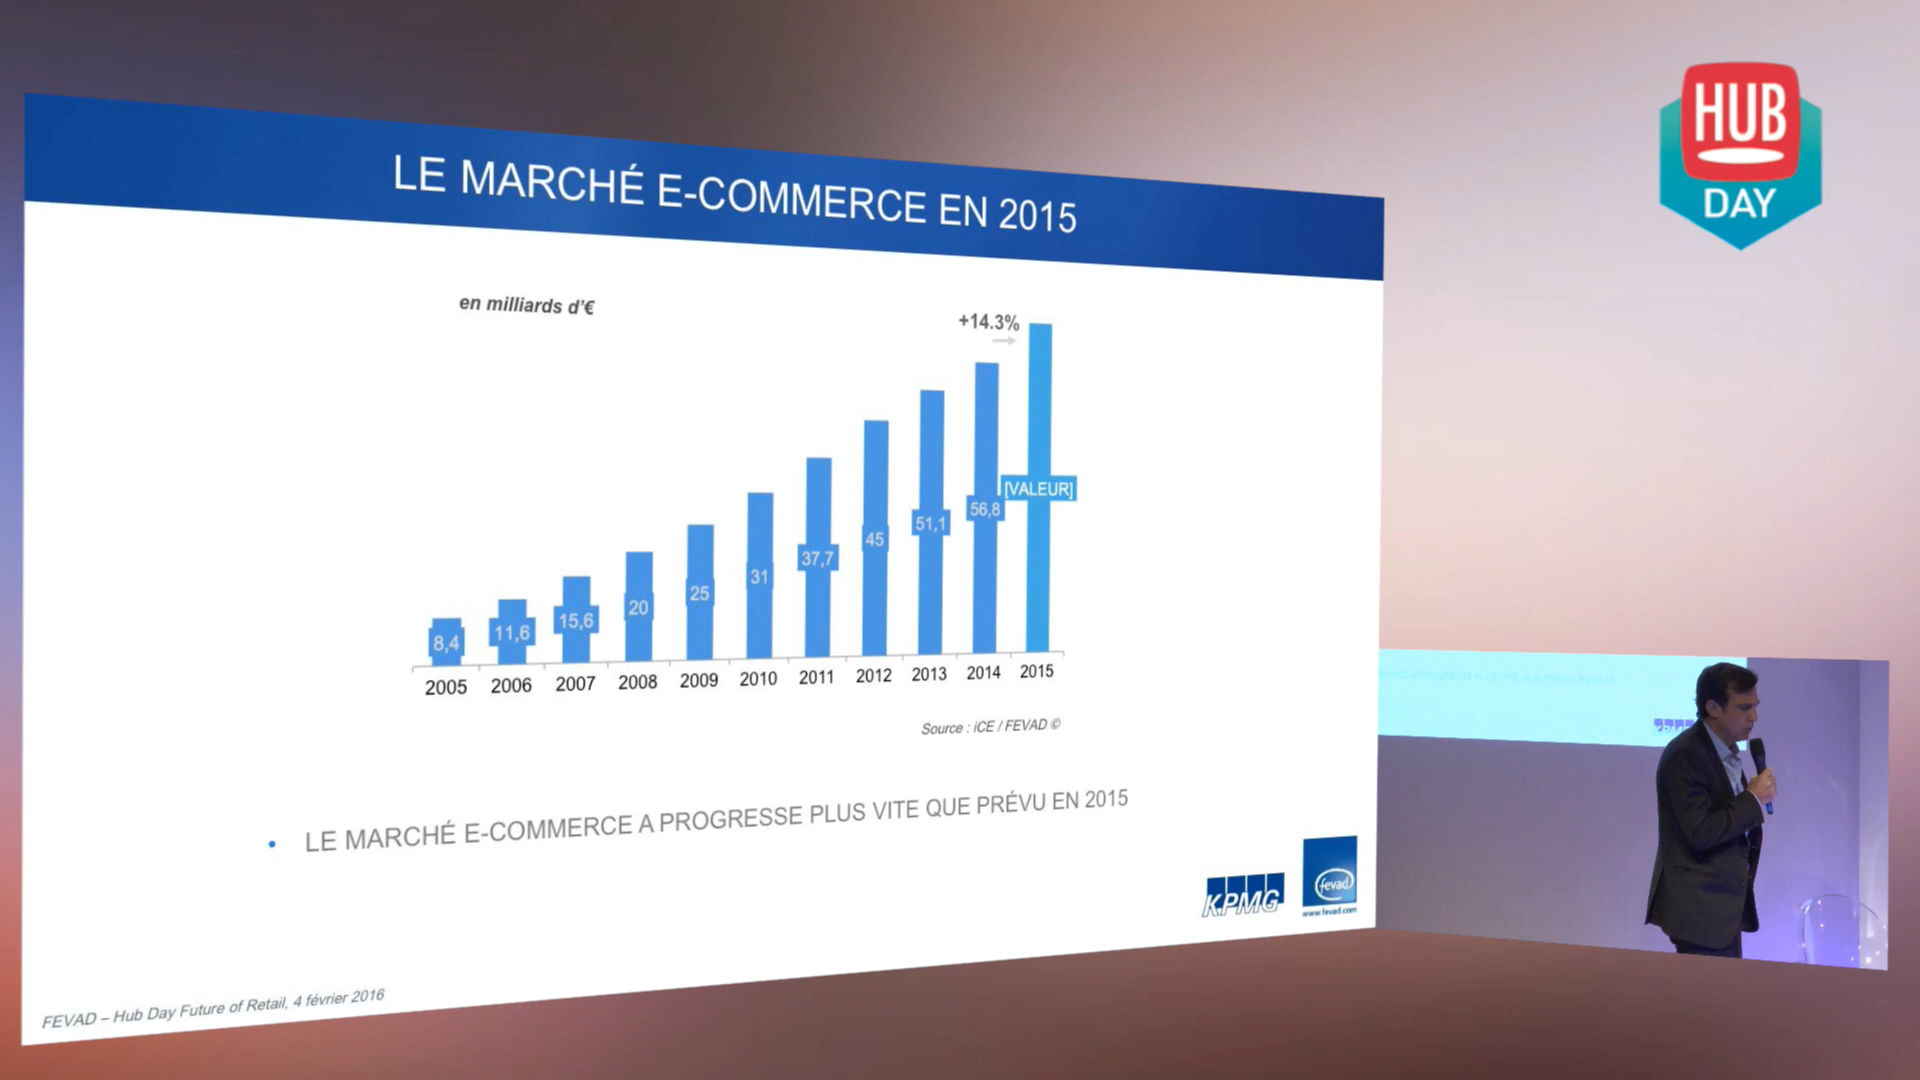 HUB
DAY
LE MARCHÉ E-COMMERCE EN 2015
en milliards d'€
+14.3%
[VALEUR]
56,8
51,1
45
37,7
31
25
20
15,6
11,6
8,4
2005 2006 2007 2008 2009 2010 2011 2012 2013 2014 2015
Source : iCE / FEVAD ©
• LE MARCHÉ E-COMMERCE A PROGRESSE PLUS VITE QUE PRÉVU EN 2015
KPMG
fevad
www.fevad.com
FEVAD – Hub Day Future of Retail, 4 février 2016
KPMG